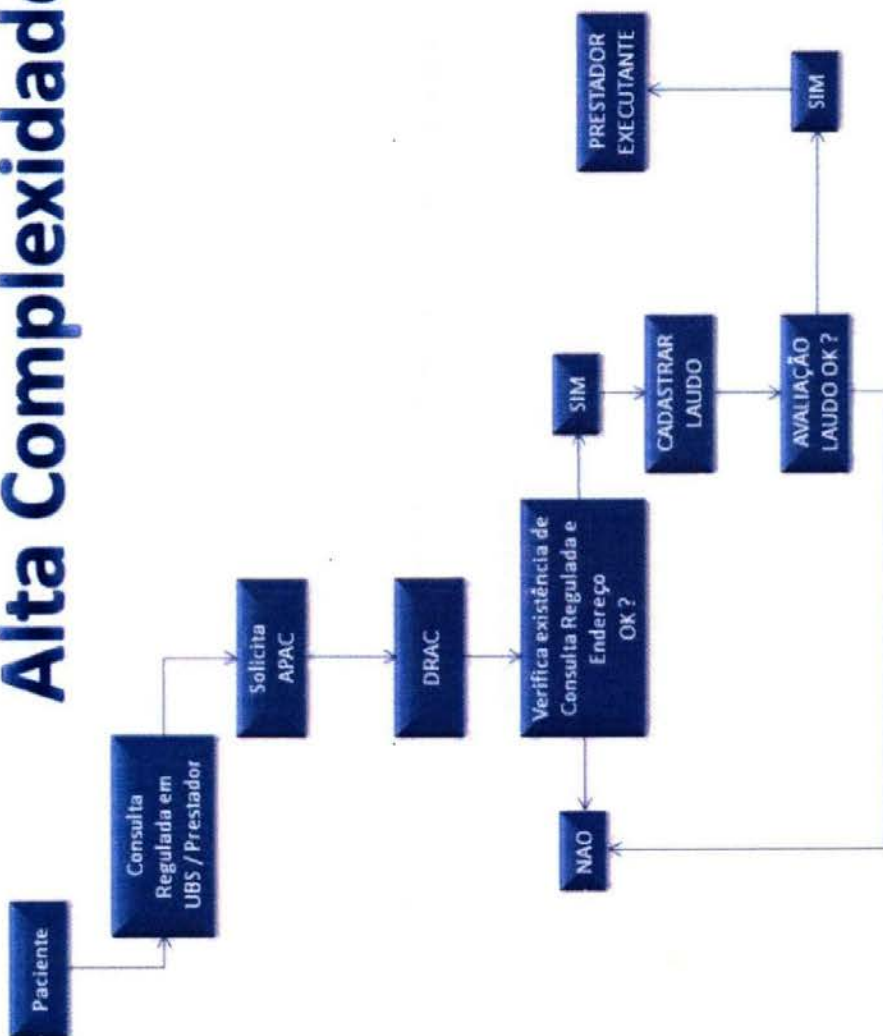 Alta Complexidade
Paciente
Consulta
Regulada em
UBS / Prestador
Solicita
APAC
DRAC
Verifica existência de
Consulta Regulada e
Endereço
OK ?
NAO
SIM
CADASTRAR
LAUDO
AVALIAÇÃO
LAUDO OK ?
SIM
PRESTADOR
EXECUTANTE